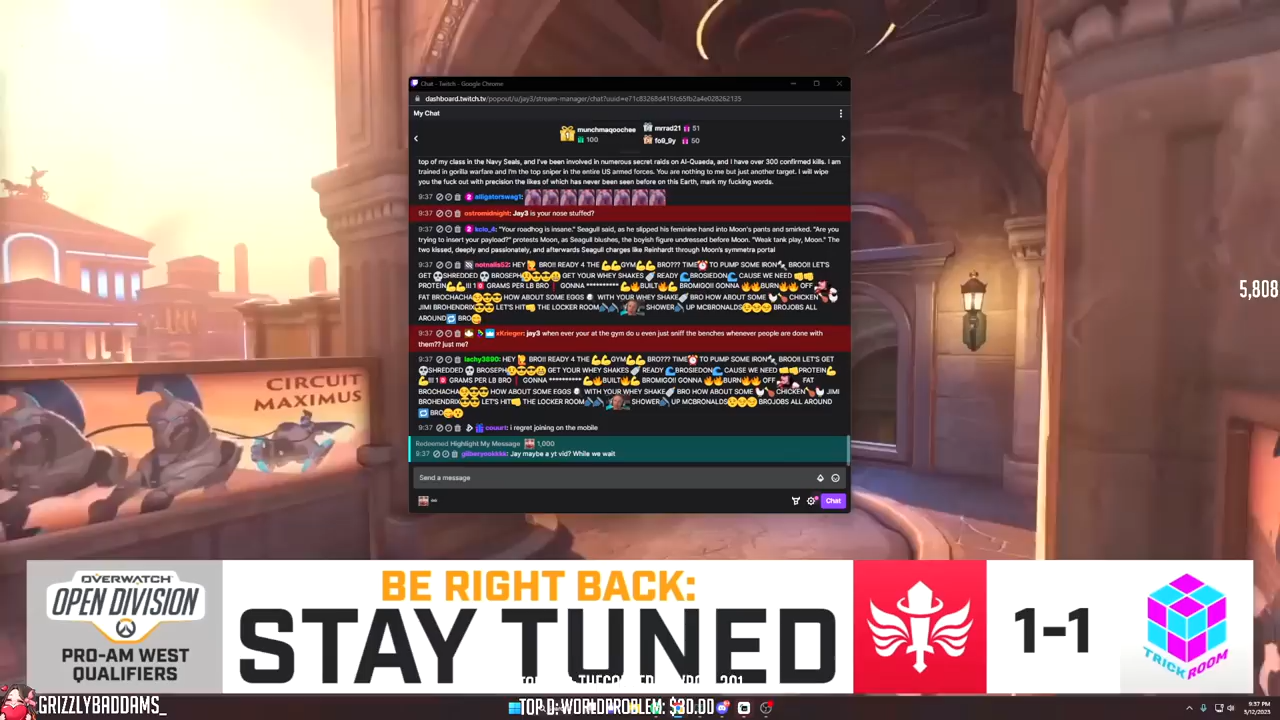 Chat - Twitch - Google Chrome
dashboard.twitch.tv/popout/u/jay3/stream-manager/chat?uuid=e71c83268d415fc65fb2a4e028262135
My Chat
munchmaqoochee
100
mrrad21 51
fo9_9y 50
top of my class in the Navy Seals, and I've been involved in numerous secret raids on Al-Quaeda, and I have over 300 confirmed kills. I am
trained in gorilla warfare and I'm the top sniper in the entire US armed forces. You are nothing to me but just another target. I will wipe
you the fuck out with precision the likes of which has never been seen before on this Earth, mark my fucking words.
9:37 alligatorswag1:
9:37 ostromidnight: Jay3 is your nose stuffed?
9:37 kolo_4: "Your roadhog is insane." Seagull said, as he slipped his feminine hand into Moon's pants and smirked. "Are you
trying to insert your payload?" protests Moon, as Seagull blushes, the boyish figure undressed before Moon. "Weak tank play, Moon." The
two kissed, deeply and passionately, and afterwards Seagull charges like Reinhardt through Moon's symmetra portal
9:37 notnalis52: HEY BRO!! READY 4 THE GYM BRO??? TIME TO PUMP SOME IRON BROO!! LET'S
GET SHREDDED BROSEPH GET YOUR WHEY SHAKES READY BROSIEDON CAUSE WE NEED
PROTEIN !!! 1 GRAMS PER LB BRO GONNA ********** BUILT BROMIGO!! GONNA BURN OFF
FAT BROCHACHA HOW ABOUT SOME EGGS WITH YOUR WHEY SHAKE BRO HOW ABOUT SOME CHICKEN
JIMI BROHENDRIX LET'S HIT THE LOCKER ROOM SHOWER UP MCBRONALDS BROJOBS ALL
AROUND BRO
9:37 xKrieger: jay3 when ever your at the gym do u even just sniff the benches whenever people are done with
them?? just me?
9:37 lachy3890: HEY BRO!! READY 4 THE GYM BRO??? TIME TO PUMP SOME IRON BROO!! LET'S GET
SHREDDED BROSEPH GET YOUR WHEY SHAKES READY BROSIEDON CAUSE WE NEED PROTEIN
!!! 1 GRAMS PER LB BRO GONNA ********** BUILT BROMIGO!! GONNA BURN OFF FAT
BROCHACHA HOW ABOUT SOME EGGS WITH YOUR WHEY SHAKE BRO HOW ABOUT SOME CHICKEN JIMI
BROHENDRIX LET'S HIT THE LOCKER ROOM SHOWER UP MCBRONALDS BROJOBS ALL AROUND
BRO
9:37 couurt: i regret joining on the mobile
Redeemed Highlight My Message 1,000
9:37 Jay maybe a yt vid? While we wait
Send a message
Chat
5,808
CIRCUIT
MAXIMUS
OVERWATCH
OPEN DIVISION
PRO-AM WEST
QUALIFIERS
BE RIGHT BACK:
STAY TUNED
1-1
TRICK ROOM
GRIZZLYBADDAMS_
TOP D: WORLDPROBLEM: $30.00
9:37 PM
5/12/2023